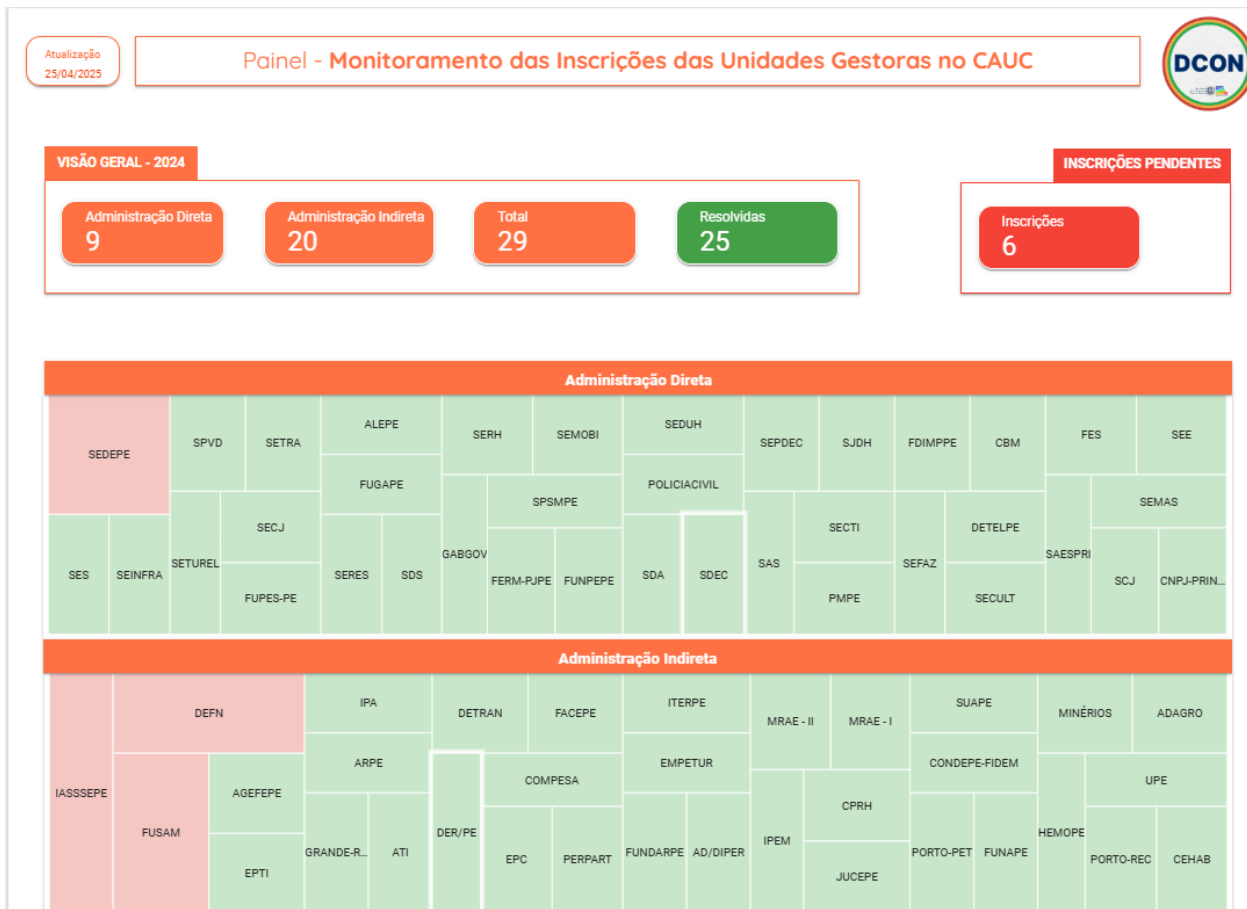 Atualização
25/04/2025
Painel - Monitoramento das Inscrições das Unidades Gestoras no CAUC
DCON
VISÃO GERAL - 2024
INSCRIÇÕES PENDENTES
Administração Direta
9
Administração Indireta
20
Total
29
Resolvidas
25
Inscrições
6
Administração Direta
SEDEPE
SPVD
SETRA
ALEPE
SERH
SEMOBI
SEDUH
SEPDEC
SJDH
FDIMPPE
CBM
FES
SEE
FUGAPE
SPSMPE
POLICIACIVIL
SEMAS
SES
SEINFRA
SETUREL
SECJ
FUPES-PE
SERES
SDS
GABGOV
FERM-PJPE
FUNPEPE
SDA
SDEC
SAS
SECTI
PMPE
SEFAZ
DETELPE
SECULT
SAESPRI
SCJ
CNPJ-PRIN...
Administração Indireta
IASSSEPE
DEFN
IPA
DETRAN
FACEPE
ITERPE
MRAE - II
MRAE - I
SUAPE
MINÉRIOS
ADAGRO
ARPE
COMPESA
EMPETUR
CONDEPE-FIDEM
UPE
FUSAM
AGEFEPE
EPTI
GRANDE-R...
ATI
DER/PE
EPC
PERPART
FUNDARPE
AD/DIPER
IPEM
CPRH
JUCEPE
PORTO-PET
FUNAPE
HEMOPE
PORTO-REC
CEHAB